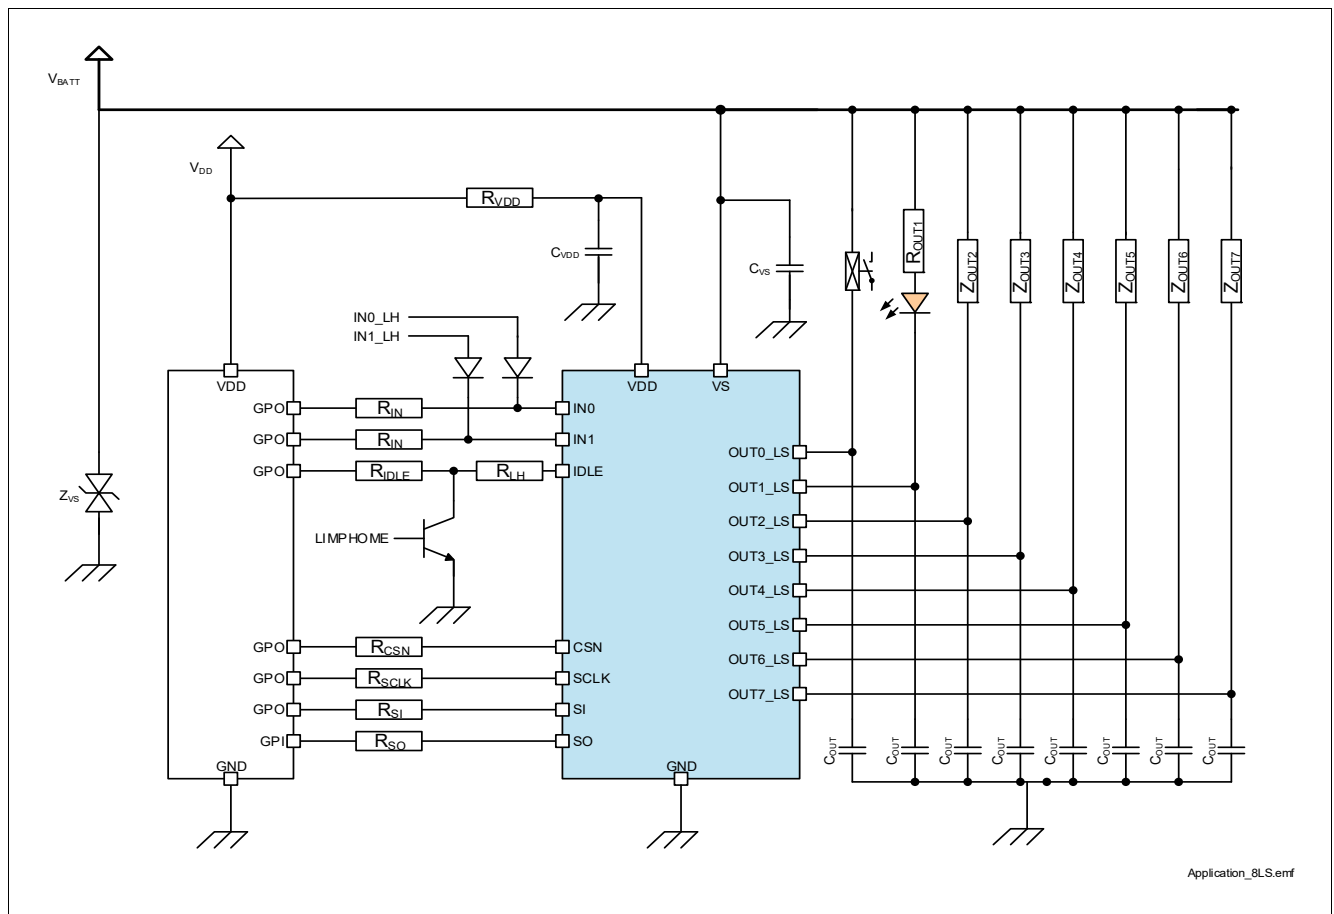 VBATT
VDD
RVDD
CVDD
CVS
ROUT1
ZOUT2
ZOUT3
ZOUT4
ZOUT5
ZOUT6
ZOUT7
IN0_LH
IN1_LH
VDD
VDD
VS
GPO
RIN
IN0
GPO
RIN
IN1
GPO
RIDLE
RLH
IDLE
OUT0_LS
OUT1_LS
ZVS
OUT2_LS
LIMPHOME
OUT3_LS
OUT4_LS
OUT5_LS
GPO
RCSN
CSN
OUT6_LS
GPO
RSCLK
SCLK
OUT7_LS
GPO
RSI
SI
GPI
RSO
SO
COUT
COUT
COUT
COUT
COUT
COUT
COUT
COUT
GND
GND
Application_8LS.emf